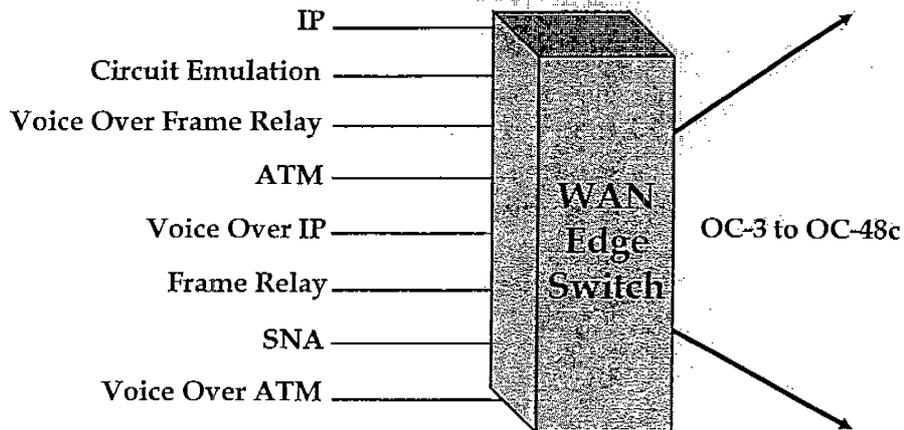 IP
Circuit Emulation
Voice Over Frame Relay
ATM
Voice Over IP
Frame Relay
SNA
Voice Over ATM
WAN
Edge
Switch
OC-3 to OC-48c